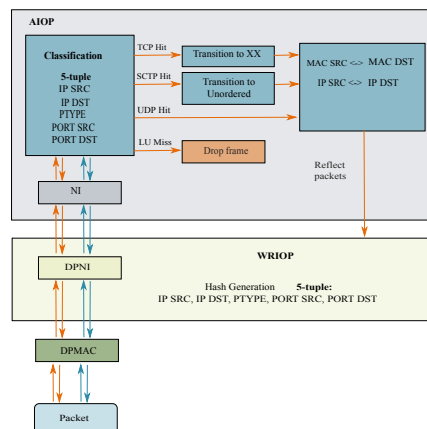 AIOP
Classification
5-tuple
IP SRC
IP DST
PTYPE
PORT SRC
PORT DST
TCP Hit
Transition to XX
SCTP Hit
Transition to
Unordered
UDP Hit
LU Miss
Drop frame
MAC SRC <-> MAC DST
IP SRC <-> IP DST
Reflect
packets
NI
WRIOP
DPNI
Hash Generation 5-tuple:
IP SRC, IP DST, PTYPE, PORT SRC, PORT DST
DPMAC
Packet